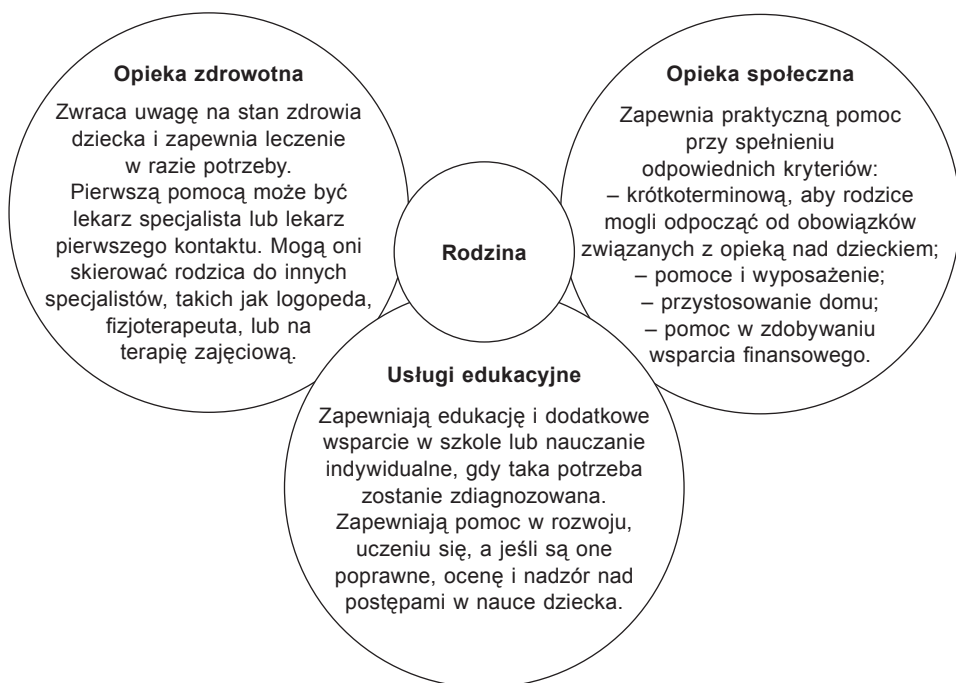 Opieka zdrowotna
Zwraca uwagę na stan zdrowia
dziecka i zapewnia leczenie
w razie potrzeby.
Pierwszą pomocą może być
lekarz specjalista lub lekarz
pierwszego kontaktu. Mogą oni
skierować rodzica do innych
specjalistów, takich jak logopeda,
fizjoterapeuta, lub na
terapię zajęciową.
Rodzina
Opieka społeczna
Zapewnia praktyczną pomoc
przy spełnieniu
odpowiednich kryteriów:
– krótkoterminową, aby rodzice
mogli odpocząć od obowiązków
związanych z opieką nad dzieckiem;
– pomoce i wyposażenie;
– przystosowanie domu;
– pomoc w zdobywaniu
wsparcia finansowego.
Usługi edukacyjne
Zapewniają edukację i dodatkowe
wsparcie w szkole lub nauczanie
indywidualne, gdy taka potrzeba
zostanie zdiagnozowana.
Zapewniają pomoc w rozwoju,
uczeniu się, a jeśli są one
poprawne, ocenę i nadzór nad
postępami w nauce dziecka.